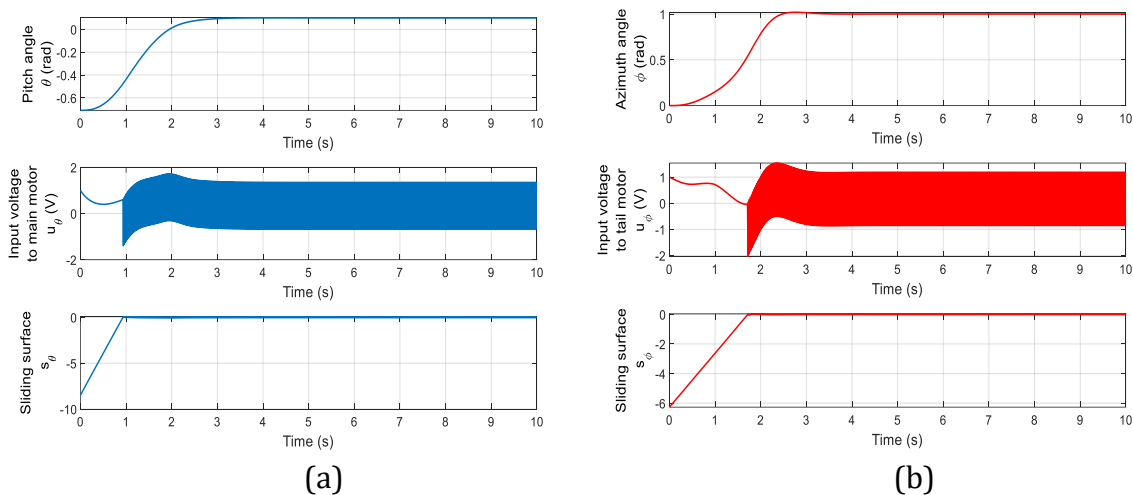 Pitch angle
θ (rad)
0
-0.2
-0.4
-0.6
0 1 2 3 4 5 6 7 8 9 10
Time (s)
Input voltage
to main motor
u_θ (V)
2
0
-2
0 1 2 3 4 5 6 7 8 9 10
Time (s)
Sliding surface
s_θ
0
-5
-10
0 1 2 3 4 5 6 7 8 9 10
Time (s)
(a)
Azimuth angle
ϕ (rad)
1
0.5
0
0 1 2 3 4 5 6 7 8 9 10
Time (s)
Input voltage
to tail motor
u_ϕ (V)
1
0
-1
-2
0 1 2 3 4 5 6 7 8 9 10
Time (s)
Sliding surface
s_ϕ
0
-2
-4
-6
0 1 2 3 4 5 6 7 8 9 10
Time (s)
(b)